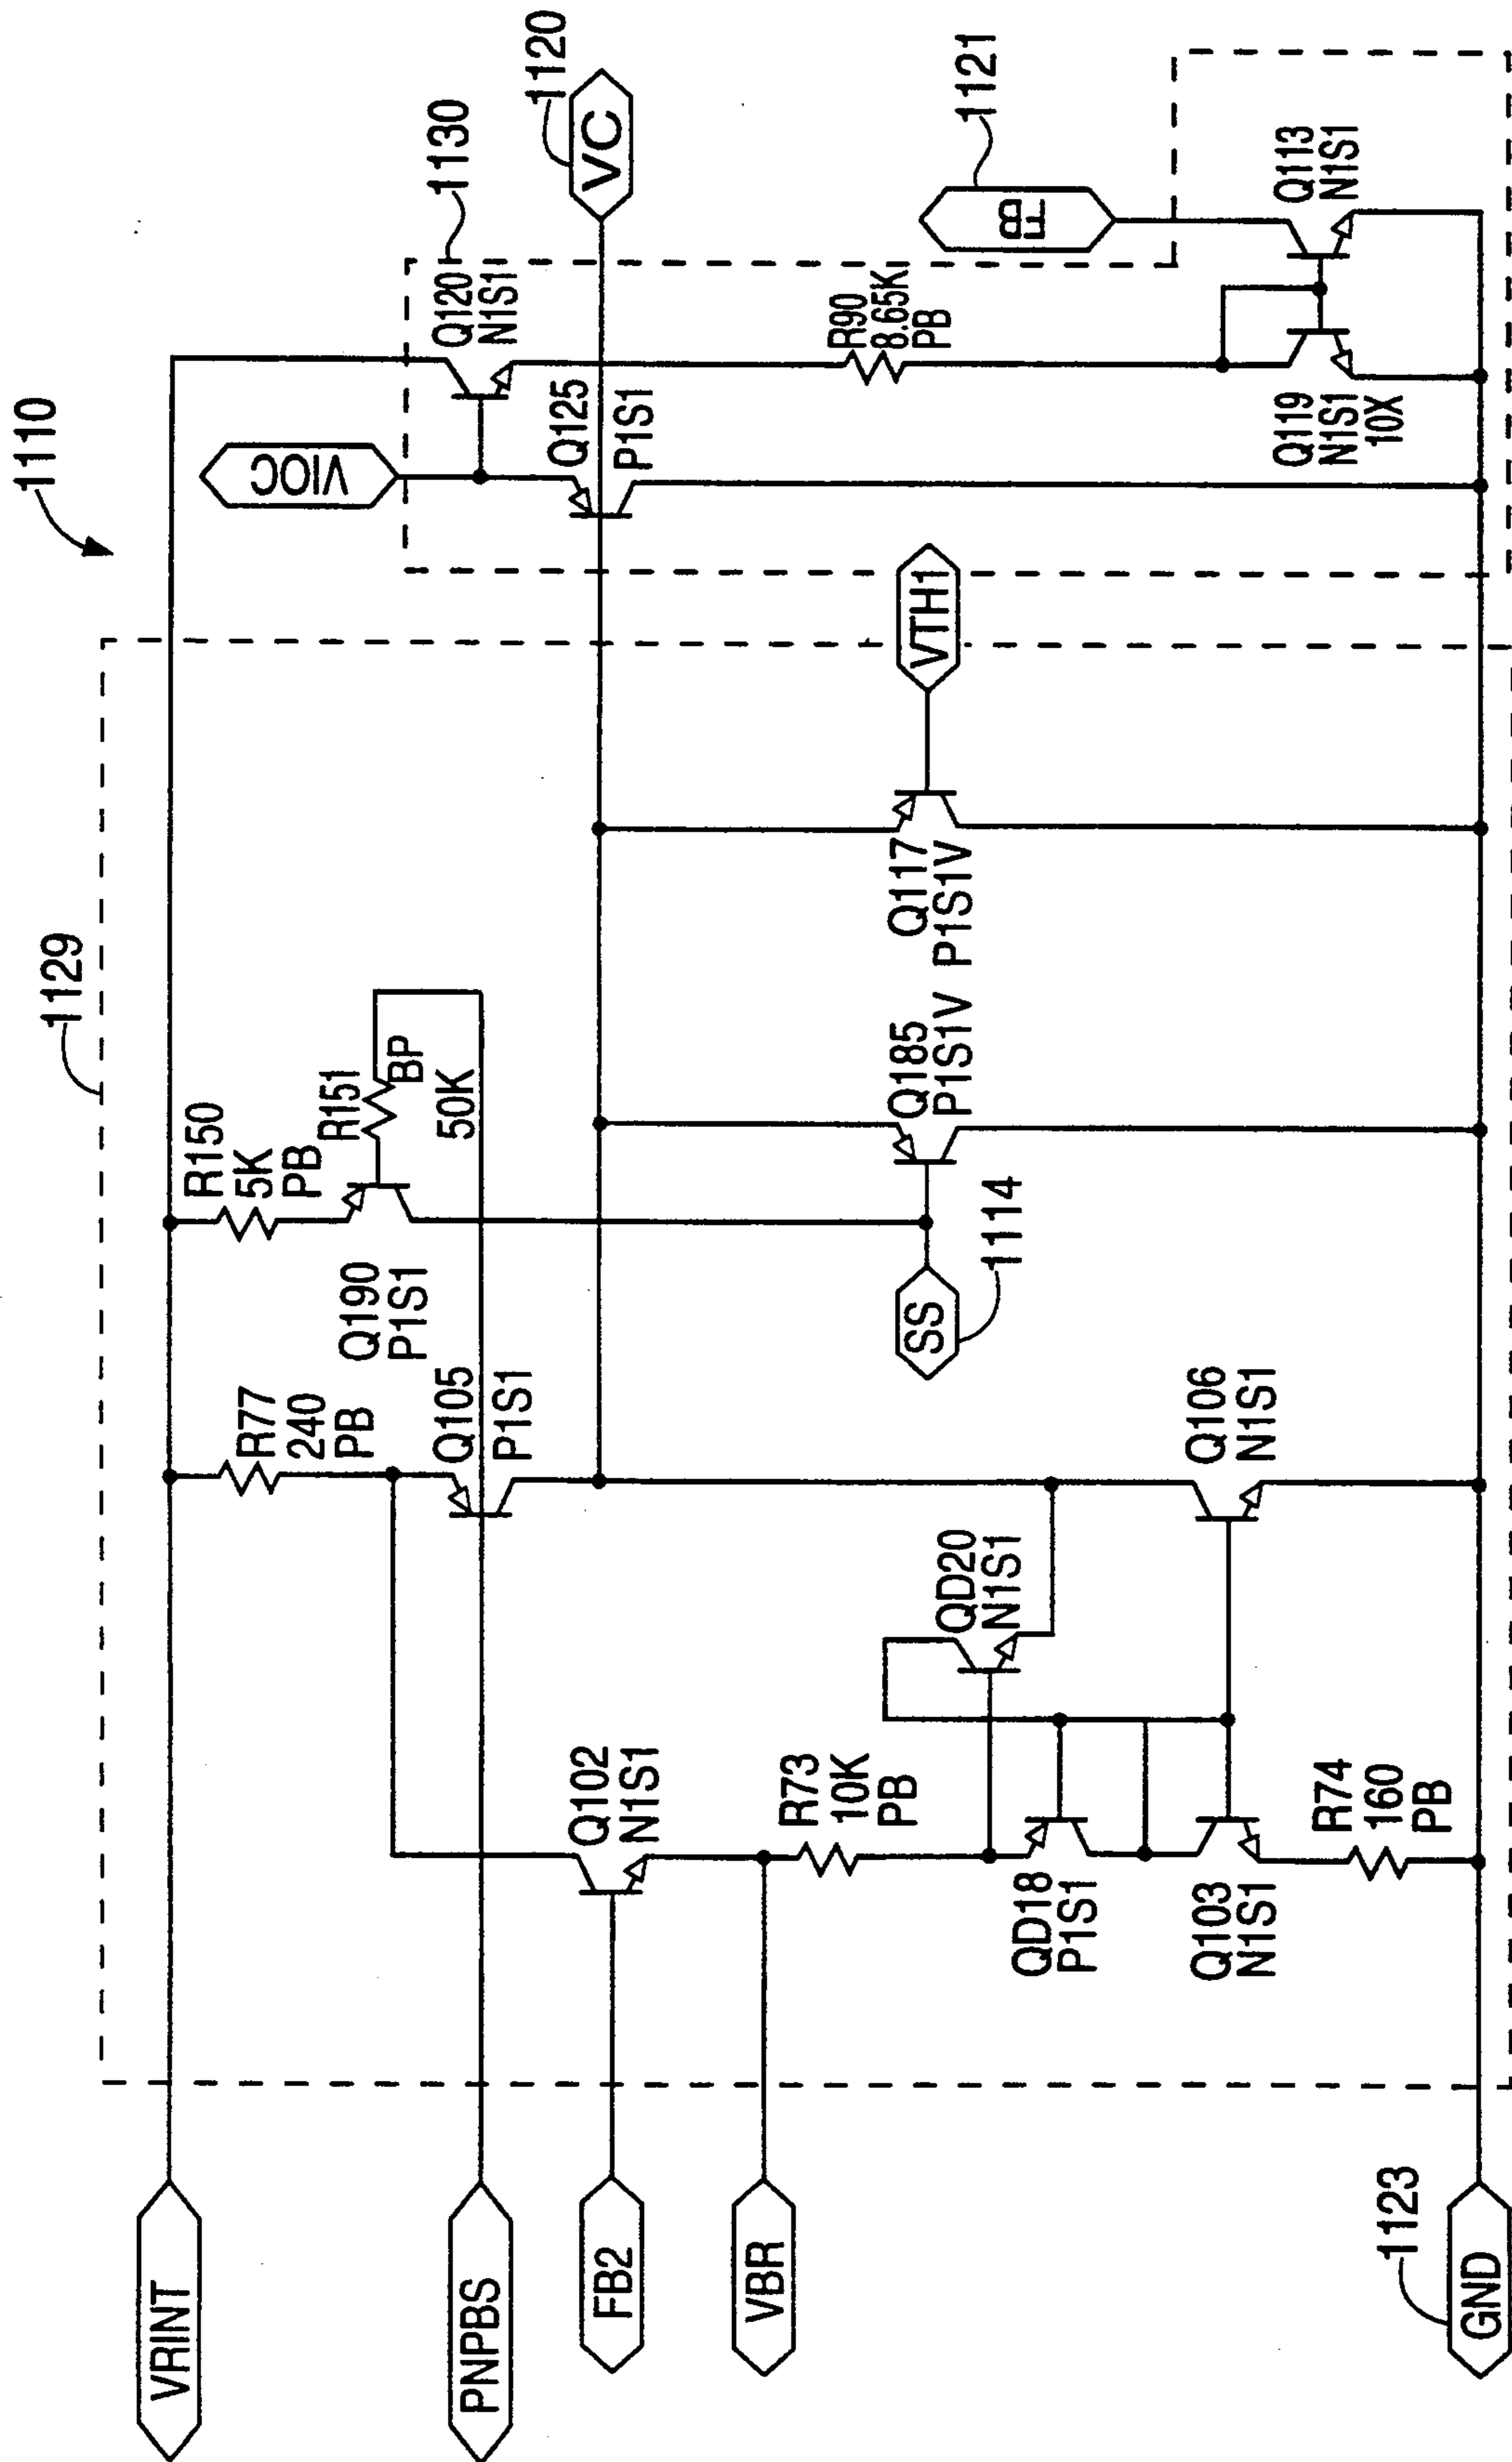 1110
1129
1130
1120
VC
1121
FB
VIOC
Q120
N1S1
Q125
P1S1
R90
8.65K
PB
Q113
N1S1
Q119
N1S1
10X
VTH1
Q117
P1S1V
Q185
P1S1V
R150
5K
PB
R151
BP
50K
Q190
P1S1
SS
1114
R77
240
PB
Q105
P1S1
Q106
N1S1
QD20
N1S1
Q102
N1S1
R73
10K
PB
QD18
P1S1
Q103
N1S1
R74
160
PB
VRINT
PNPBS
FB2
VBR
GND
1123